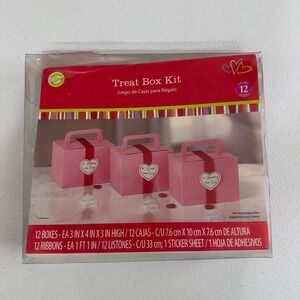 Treat Box Kit
Juego de Cajas para Regalo
12
12 BOXES - EA 3 IN X 4 IN X 3 IN HIGH / 12 CAJAS - C/U 7.6 cm X 10 cm X 7.6 cm DE ALTURA
12 RIBBONS - EA 1 FT 1 IN / 12 LISTONES - C/U 33 cm; 1 STICKER SHEET / 1 HOJA DE ADHESIVOS